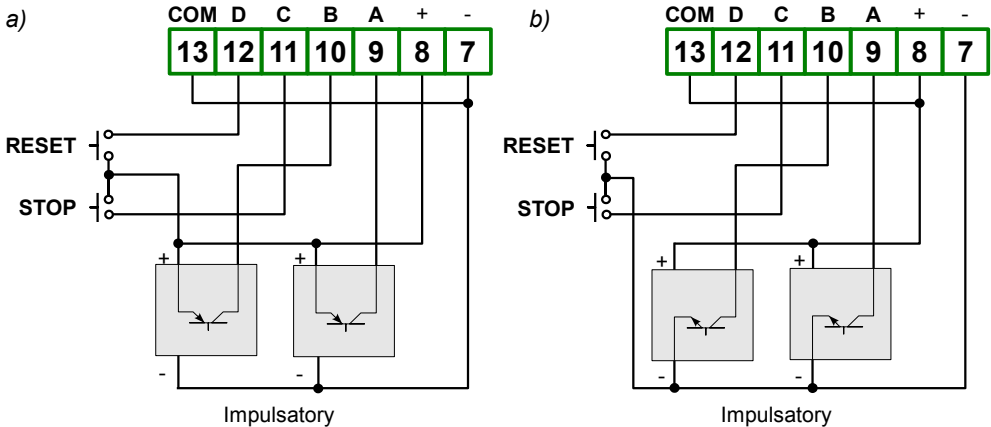 a)
COM D C B A + -
13 12 11 10 9 8 7
RESET
STOP
+ +
- -
Impulsatory
b)
COM D C B A + -
13 12 11 10 9 8 7
RESET
STOP
+ +
- -
Impulsatory